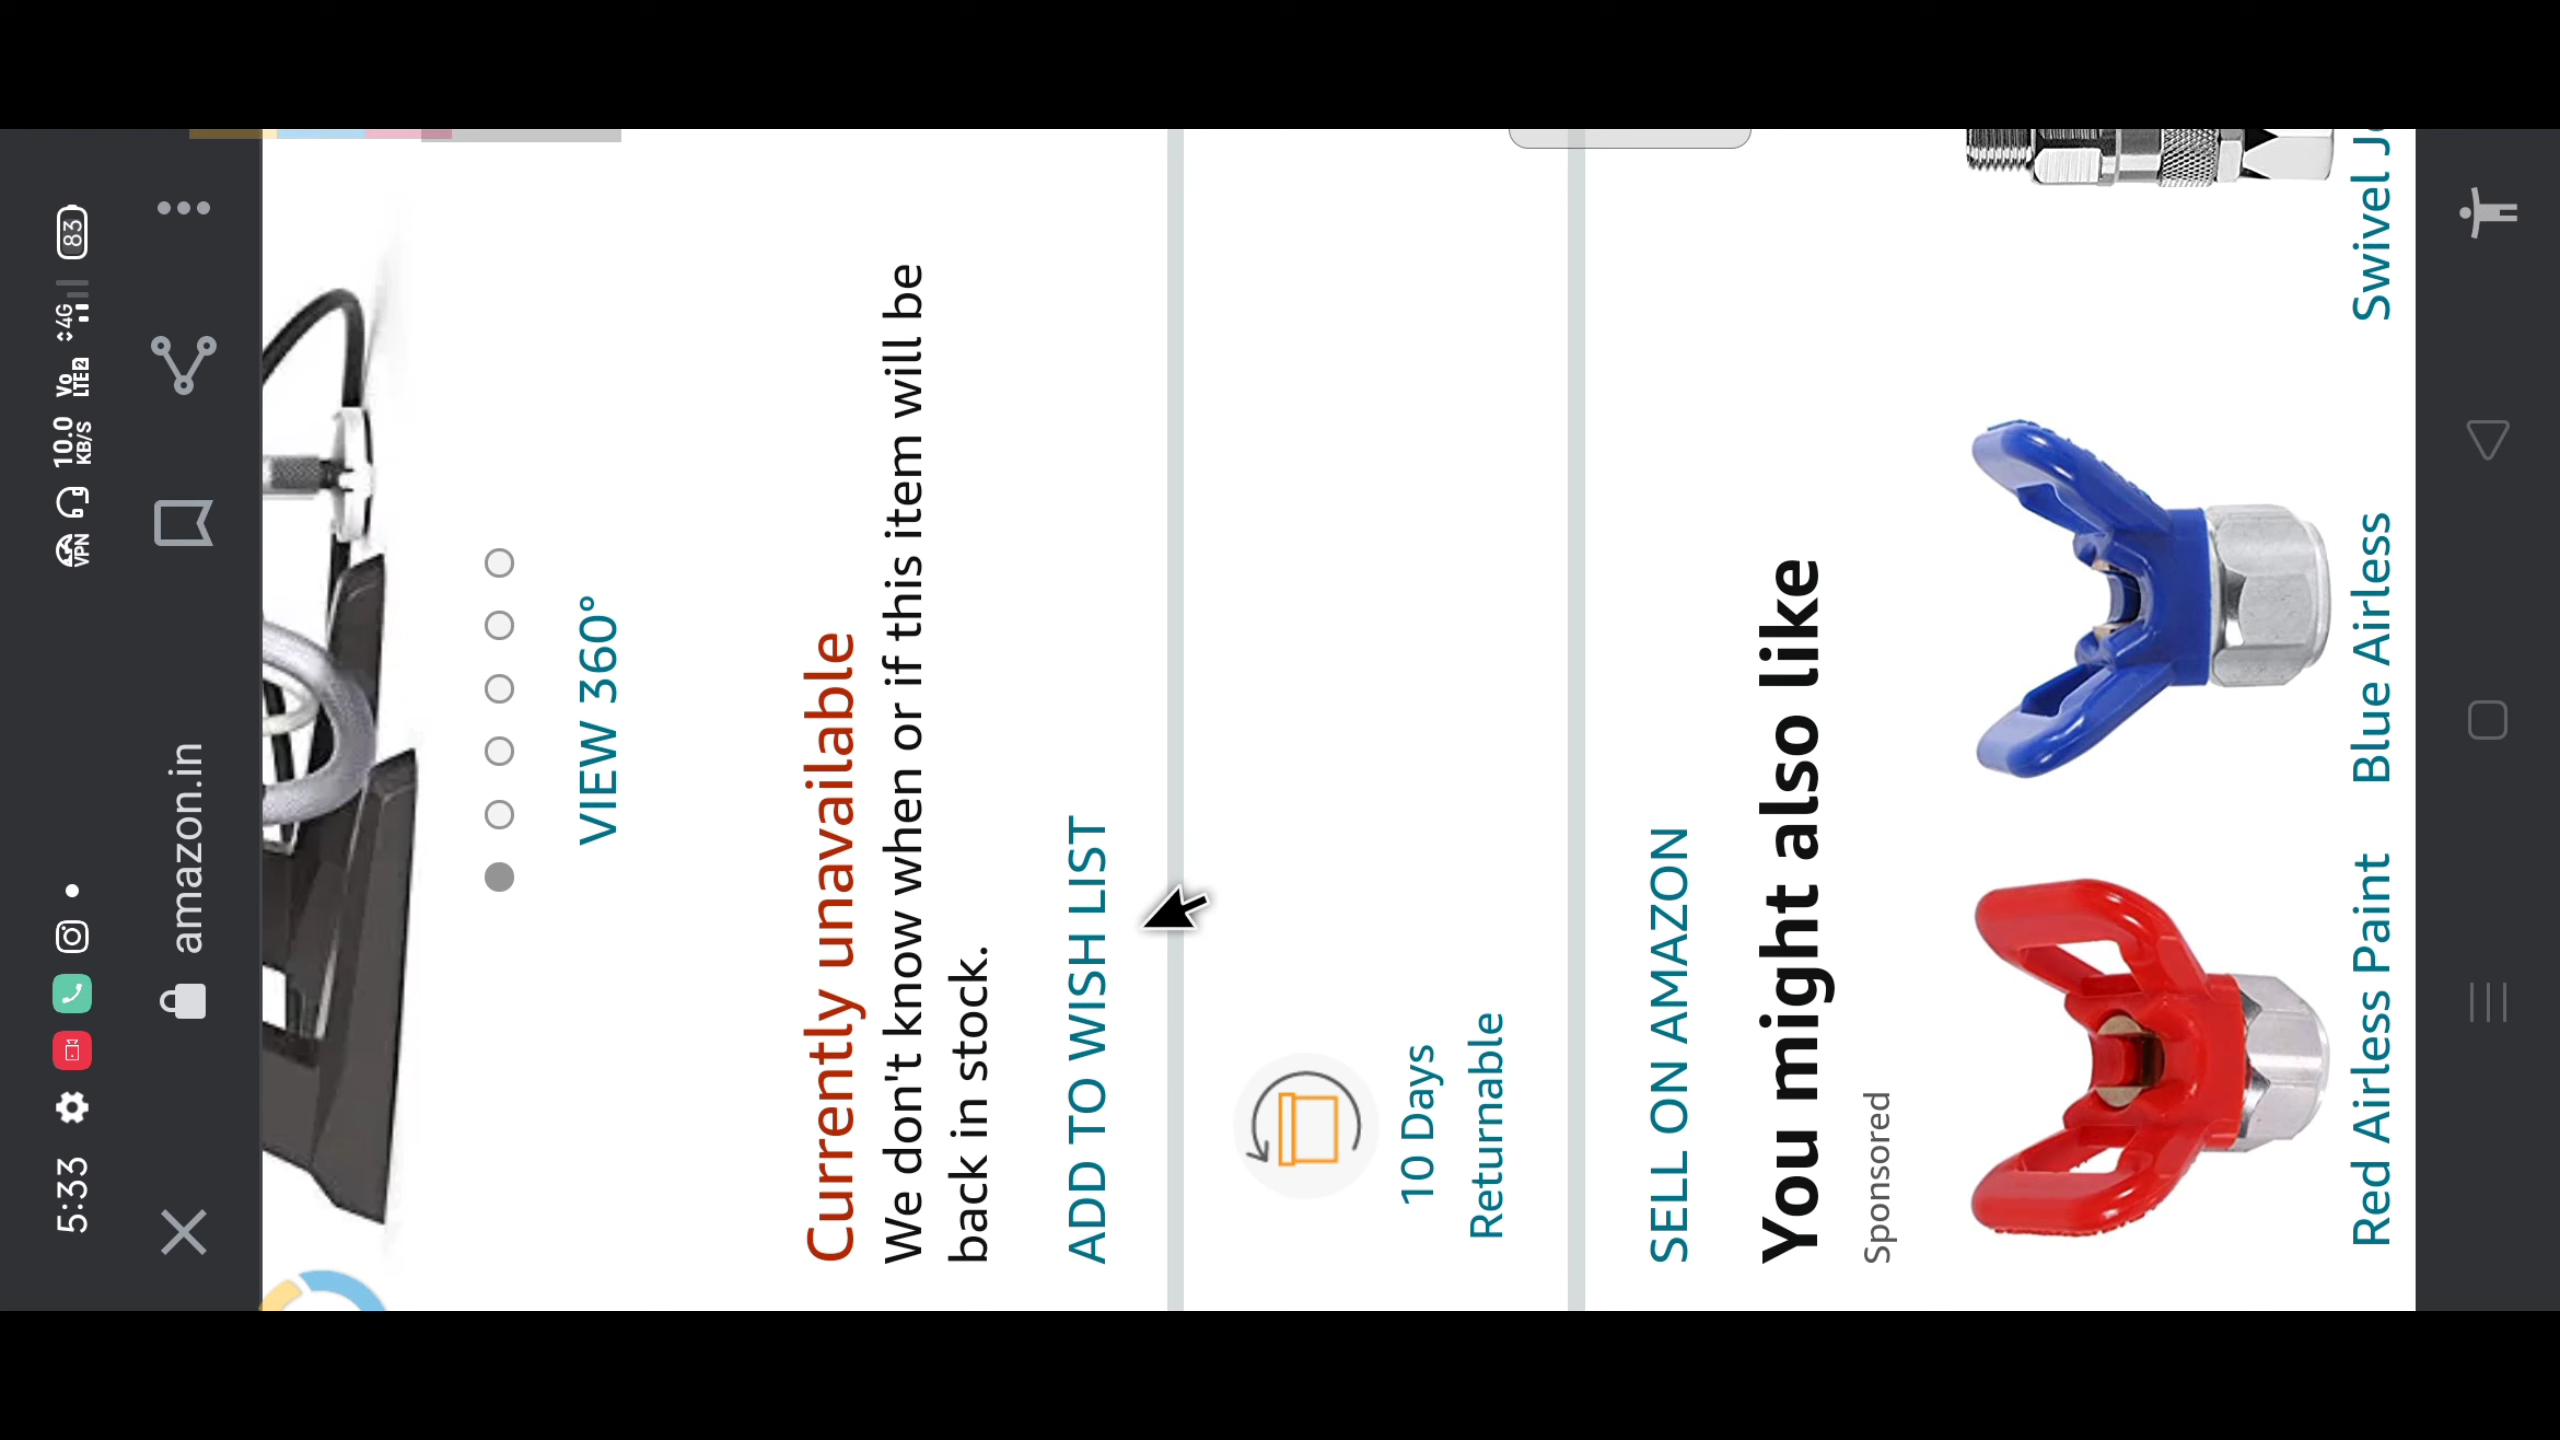 5:33
VPN 10.0 KB/S Vo LTE2 4G 83
amazon.in
VIEW 360°
Currently unavailable
We don't know when or if this item will be
back in stock.
ADD TO WISH LIST
10 Days
Returnable
SELL ON AMAZON
You might also like
Sponsored
Red Airless Paint
Blue Airless
Swivel